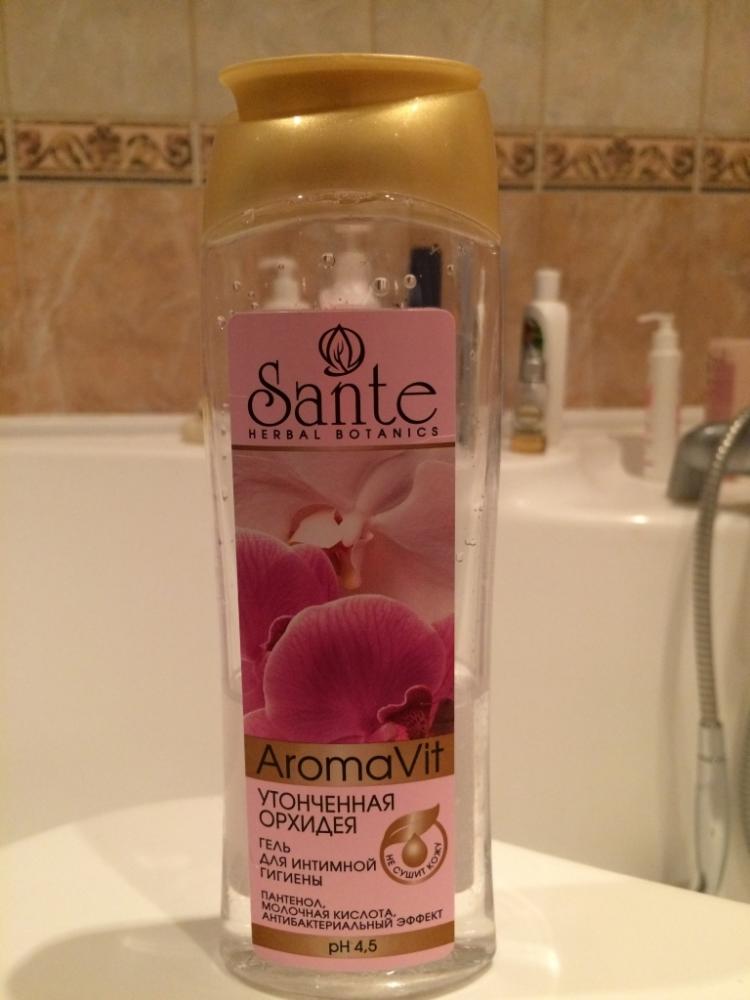 Sante
HERBAL BOTANICS
AromaVit
УТОНЧЕННАЯ
ОРХИДЕЯ
ГЕЛЬ
ДЛЯ ИНТИМНОЙ
ГИГИЕНЫ
НЕ СУШИТ КОЖУ
ПАНТЕНОЛ,
МОЛОЧНАЯ КИСЛОТА,
АНТИБАКТЕРИАЛЬНЫЙ ЭФФЕКТ
pH 4,5